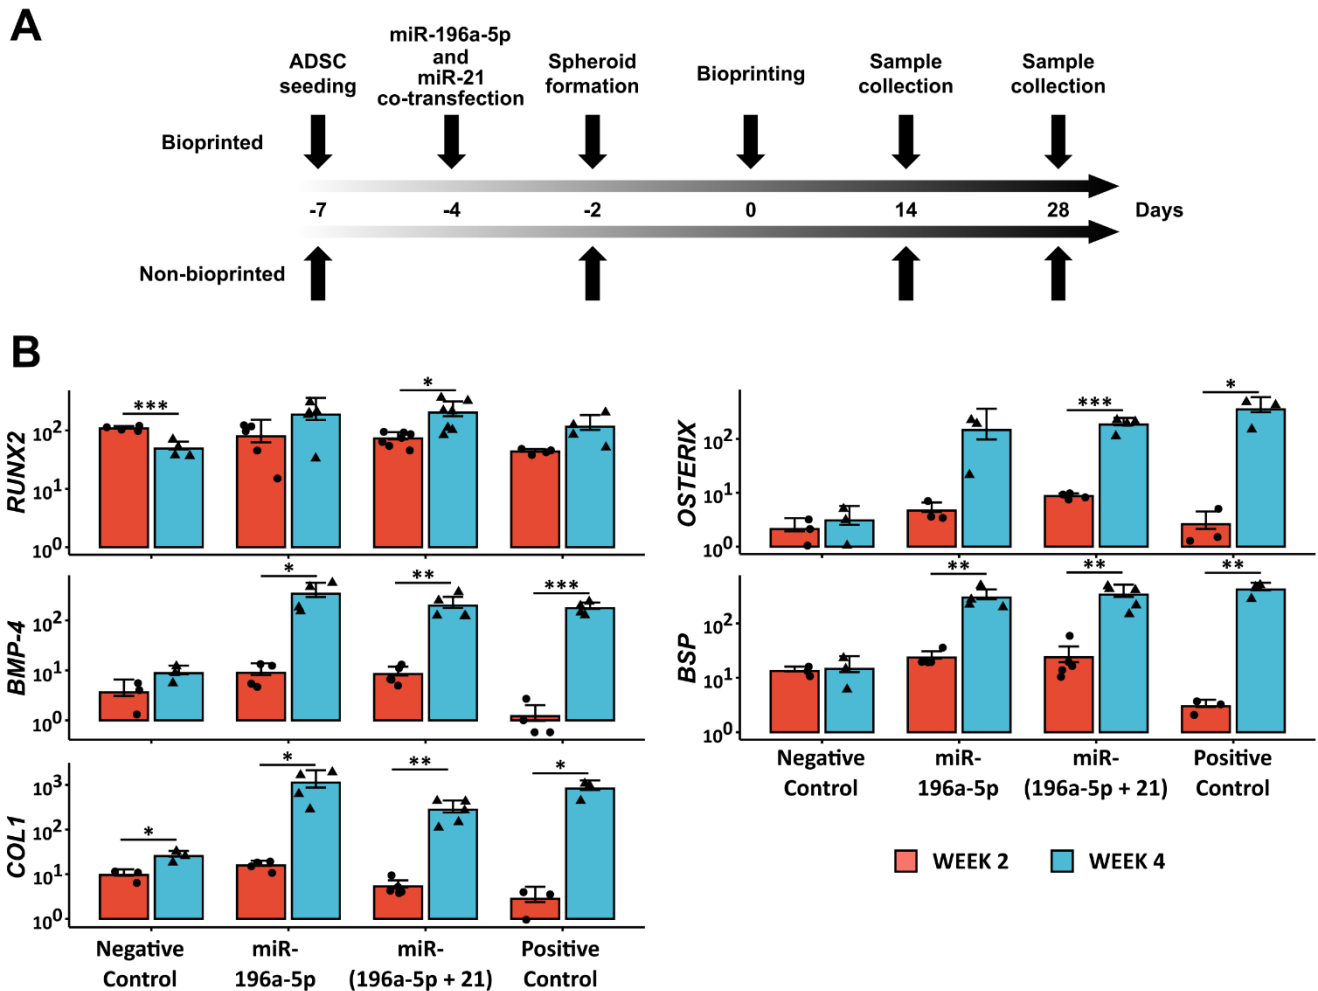 A
ADSC
seeding
miR-196a-5p
and
miR-21
co-transfection
Spheroid
formation
Bioprinting
Sample
collection
Sample
collection
Bioprinted
-7
-4
-2
0
14
28
Days
Non-bioprinted
B
RUNX2
10²
10¹
10⁰
***
*
BMP-4
10²
10¹
10⁰
*
**
***
COL1
10³
10²
10¹
10⁰
*
*
**
*
Negative
Control
miR-
196a-5p
miR-
(196a-5p + 21)
Positive
Control
OSTERIX
10²
10¹
10⁰
***
*
BSP
10²
10¹
10⁰
**
**
**
Negative
Control
miR-
196a-5p
miR-
(196a-5p + 21)
Positive
Control
WEEK 2
WEEK 4